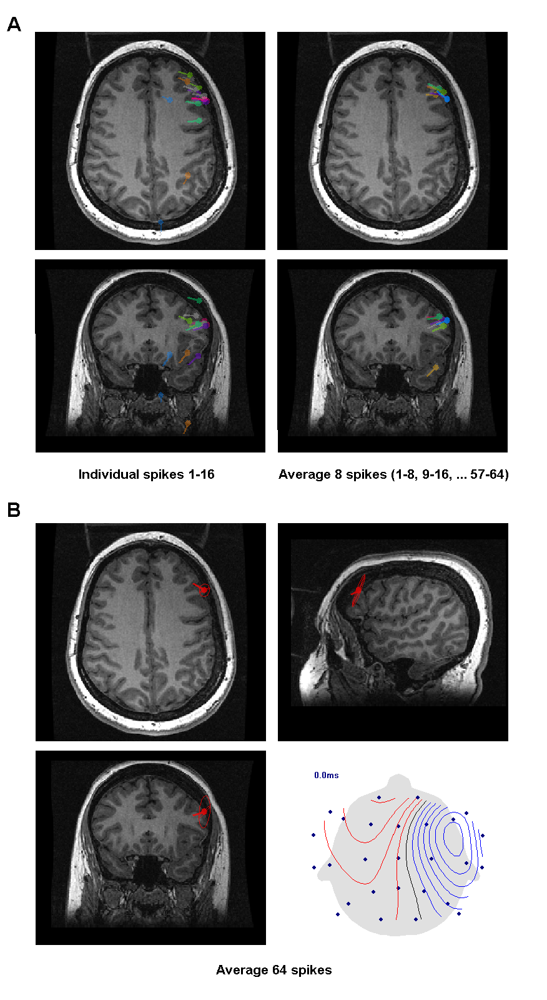 A
Individual spikes 1-16
Average 8 spikes (1-8, 9-16, ... 57-64)
B
0.0ms
Average 64 spikes